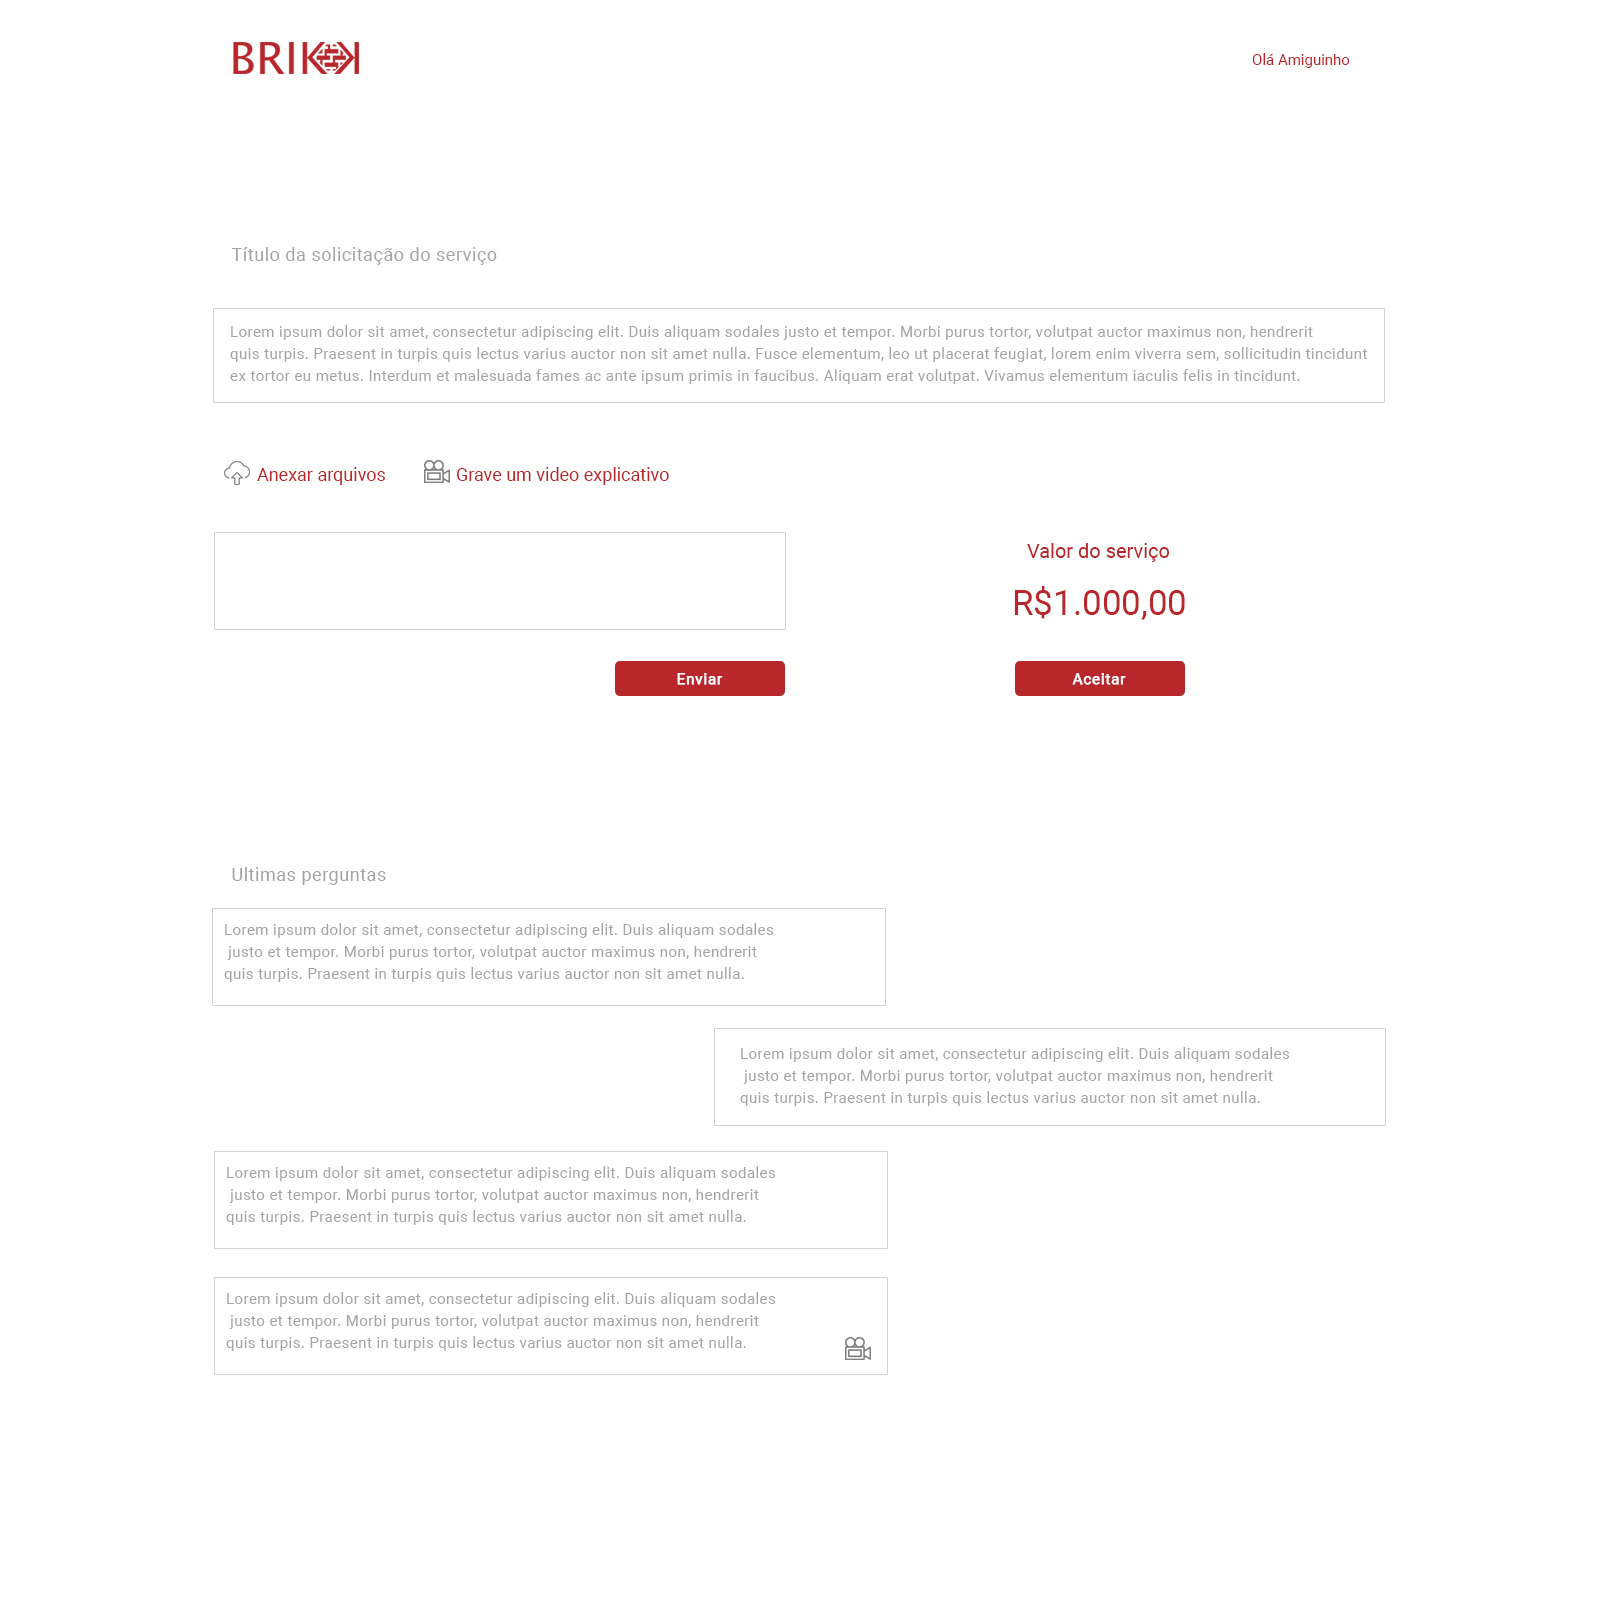 BRIKK
Olá Amiguinho
Título da solicitação do serviço
Lorem ipsum dolor sit amet, consectetur adipiscing elit. Duis aliquam sodales justo et tempor. Morbi purus tortor, volutpat auctor maximus non, hendrerit
quis turpis. Praesent in turpis quis lectus varius auctor non sit amet nulla. Fusce elementum, leo ut placerat feugiat, lorem enim viverra sem, sollicitudin tincidunt
ex tortor eu metus. Interdum et malesuada fames ac ante ipsum primis in faucibus. Aliquam erat volutpat. Vivamus elementum iaculis felis in tincidunt.
Anexar arquivos
Grave um video explicativo
Valor do serviço
R$1.000,00
Enviar
Aceitar
Ultimas perguntas
Lorem ipsum dolor sit amet, consectetur adipiscing elit. Duis aliquam sodales
justo et tempor. Morbi purus tortor, volutpat auctor maximus non, hendrerit
quis turpis. Praesent in turpis quis lectus varius auctor non sit amet nulla.
Lorem ipsum dolor sit amet, consectetur adipiscing elit. Duis aliquam sodales
justo et tempor. Morbi purus tortor, volutpat auctor maximus non, hendrerit
quis turpis. Praesent in turpis quis lectus varius auctor non sit amet nulla.
Lorem ipsum dolor sit amet, consectetur adipiscing elit. Duis aliquam sodales
justo et tempor. Morbi purus tortor, volutpat auctor maximus non, hendrerit
quis turpis. Praesent in turpis quis lectus varius auctor non sit amet nulla.
Lorem ipsum dolor sit amet, consectetur adipiscing elit. Duis aliquam sodales
justo et tempor. Morbi purus tortor, volutpat auctor maximus non, hendrerit
quis turpis. Praesent in turpis quis lectus varius auctor non sit amet nulla.